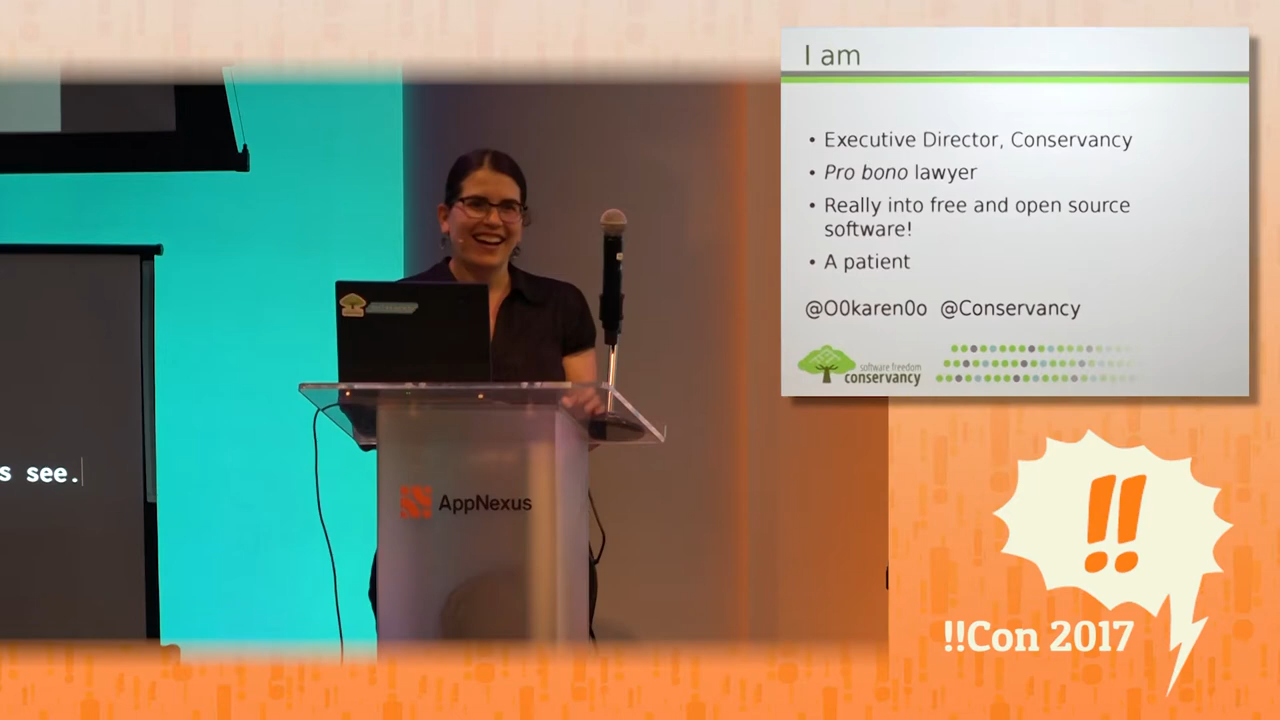 I am
• Executive Director, Conservancy
• Pro bono lawyer
• Really into free and open source
software!
• A patient
@O0karen0o @Conservancy
software freedom
conservancy
s see.
AppNexus
!!
!!Con 2017